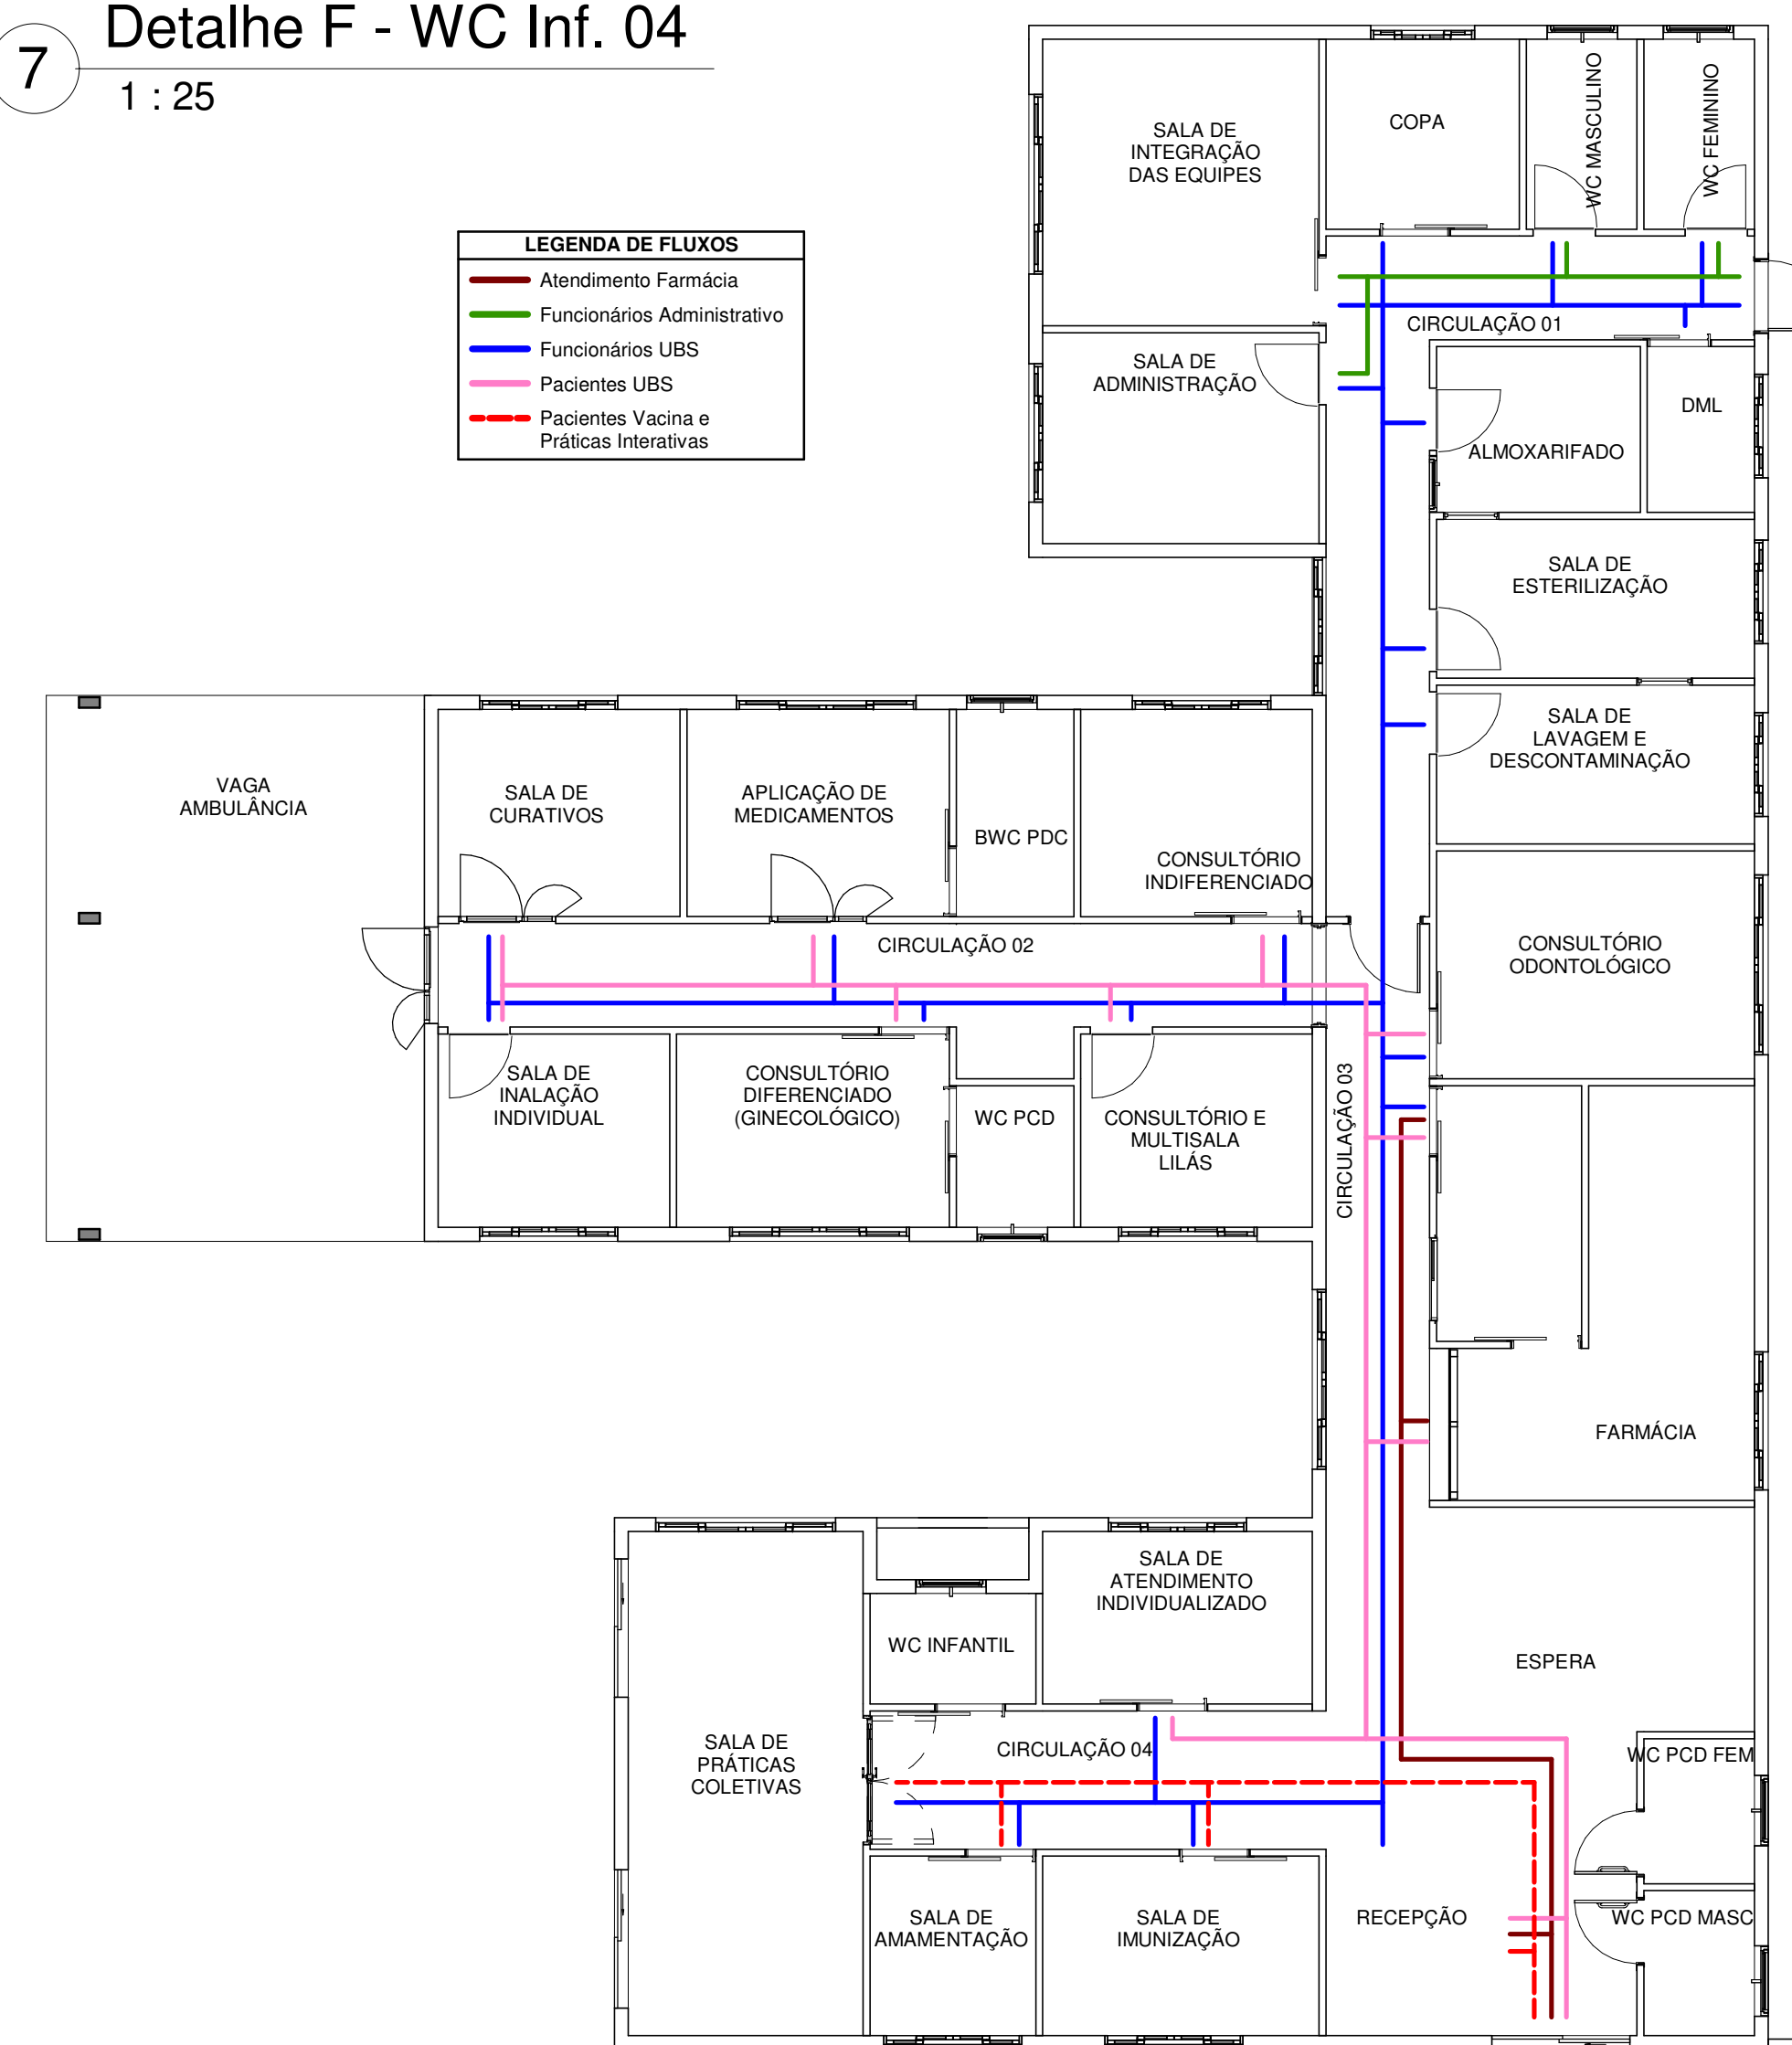 Detalhe F - WC Inf. 04
7
1 : 25
LEGENDA DE FLUXOS
Atendimento Farmácia
Funcionários Administrativo
Funcionários UBS
Pacientes UBS
Pacientes Vacina e
Práticas Interativas
SALA DE
INTEGRAÇÃO
DAS EQUIPES
COPA
WC MASCULINO
WC FEMININO
CIRCULAÇÃO 01
SALA DE
ADMINISTRAÇÃO
DML
ALMOXARIFADO
SALA DE
ESTERILIZAÇÃO
SALA DE
LAVAGEM E
DESCONTAMINAÇÃO
VAGA
AMBULÂNCIA
SALA DE
CURATIVOS
APLICAÇÃO DE
MEDICAMENTOS
BWC PDC
CONSULTÓRIO
INDIFERENCIADO
CIRCULAÇÃO 02
CONSULTÓRIO
ODONTOLÓGICO
SALA DE
INALAÇÃO
INDIVIDUAL
CONSULTÓRIO
DIFERENCIADO
(GINECOLÓGICO)
WC PCD
CONSULTÓRIO E
MULTISALA
LILÁS
CIRCULAÇÃO 03
FARMÁCIA
SALA DE
ATENDIMENTO
INDIVIDUALIZADO
WC INFANTIL
ESPERA
SALA DE
PRÁTICAS
COLETIVAS
CIRCULAÇÃO 04
WC PCD FEM
SALA DE
AMAMENTAÇÃO
SALA DE
IMUNIZAÇÃO
RECEPÇÃO
WC PCD MASC